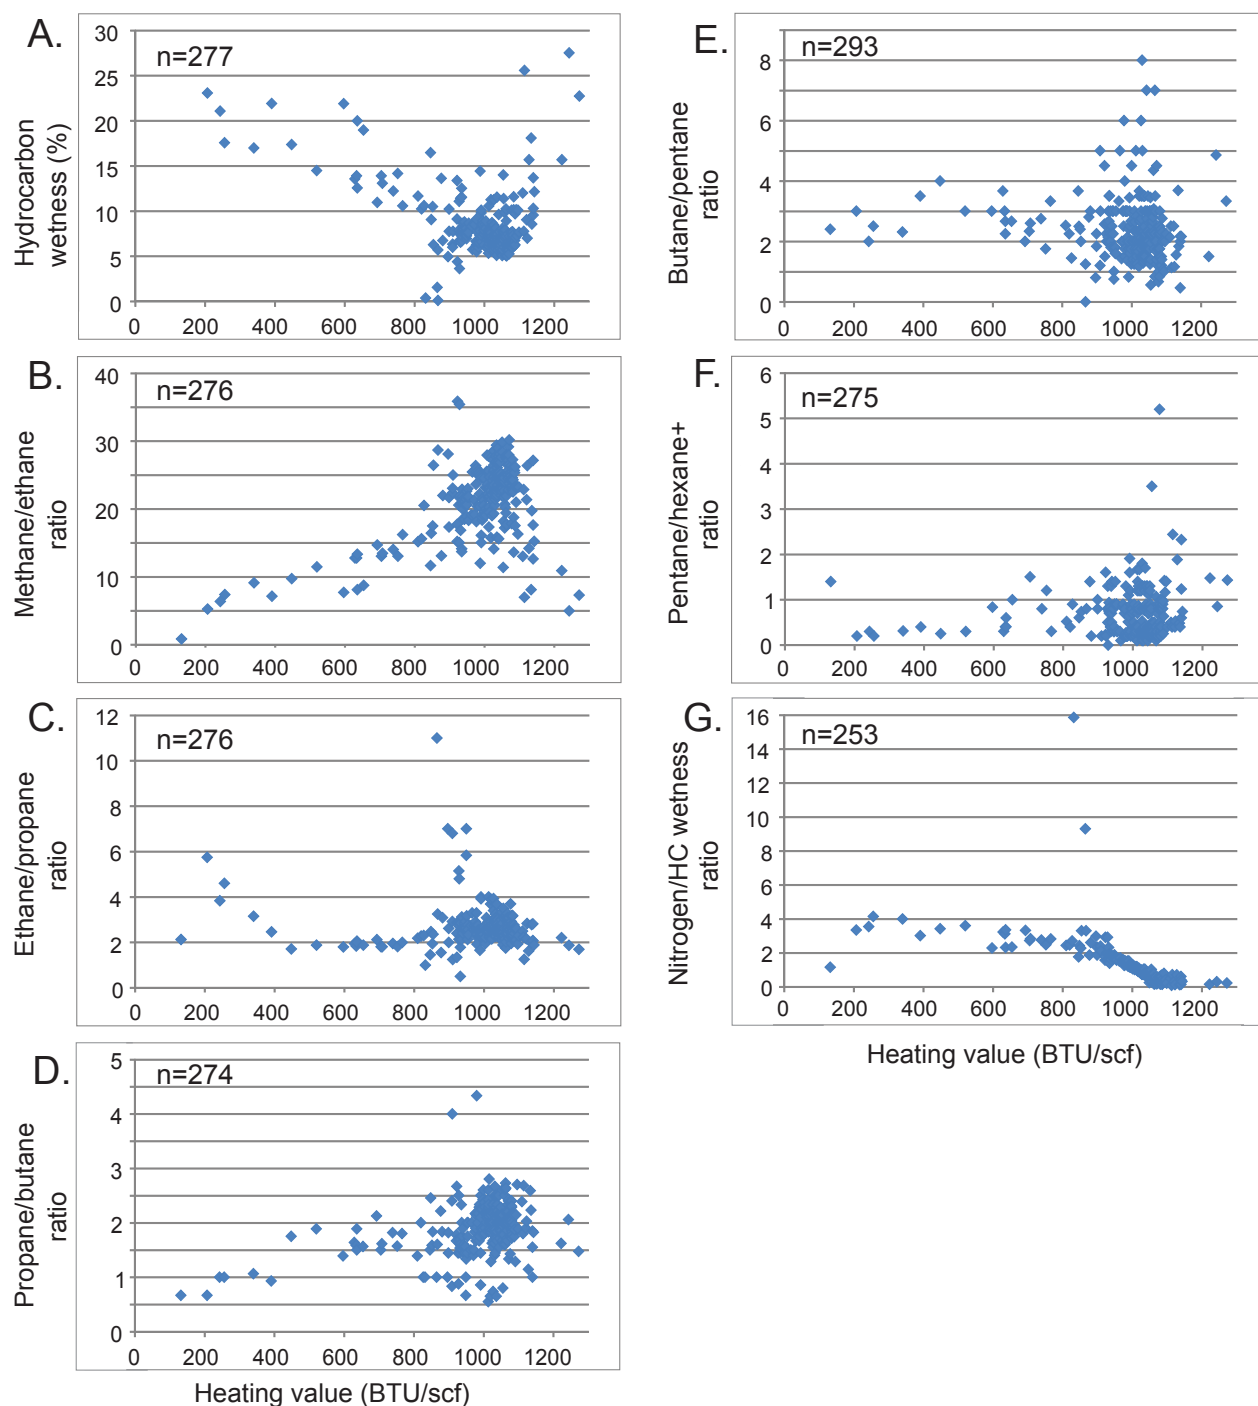 A.
n=277
Hydrocarbon
wetness (%)
30
25
20
15
10
5
0
0 200 400 600 800 1000 1200
B.
n=276
Methane/ethane
ratio
40
30
20
10
0
0 200 400 600 800 1000 1200
C.
n=276
Ethane/propane
ratio
12
10
8
6
4
2
0
0 200 400 600 800 1000 1200
D.
n=274
Propane/butane
ratio
5
4
3
2
1
0
0 200 400 600 800 1000 1200
Heating value (BTU/scf)
E.
n=293
Butane/pentane
ratio
8
6
4
2
0
0 200 400 600 800 1000 1200
F.
n=275
Pentane/hexane+
ratio
6
5
4
3
2
1
0
0 200 400 600 800 1000 1200
G.
n=253
Nitrogen/HC wetness
ratio
16
14
12
10
8
6
4
2
0
0 200 400 600 800 1000 1200
Heating value (BTU/scf)